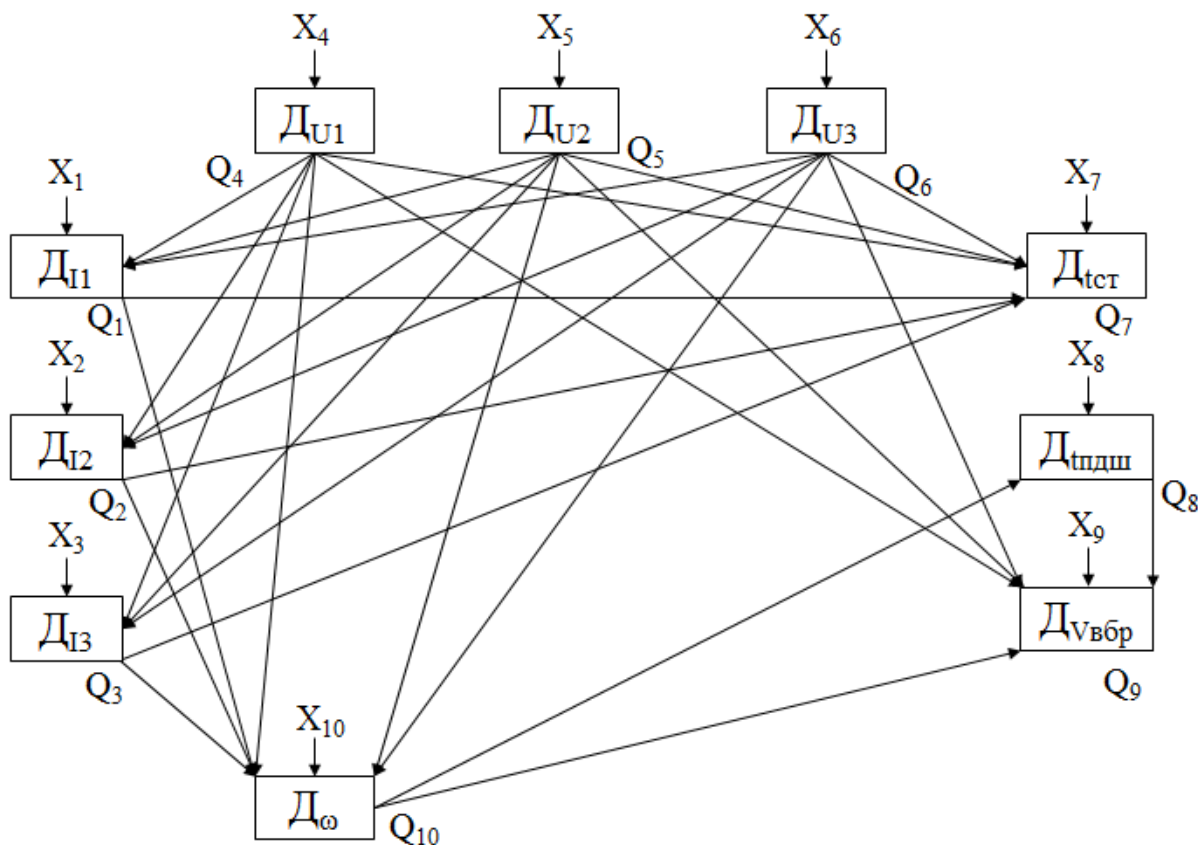 X4 X5 X6
ДU1 ДU2 ДU3
Q4 Q5 Q6
X1 X7
ДI1 Дtст
Q1 Q7
X2 X8
ДI2 Дtпдш
Q2 Q8
X3 X9
ДI3 ДVвбр
Q3 Q9
X10
Дω
Q10